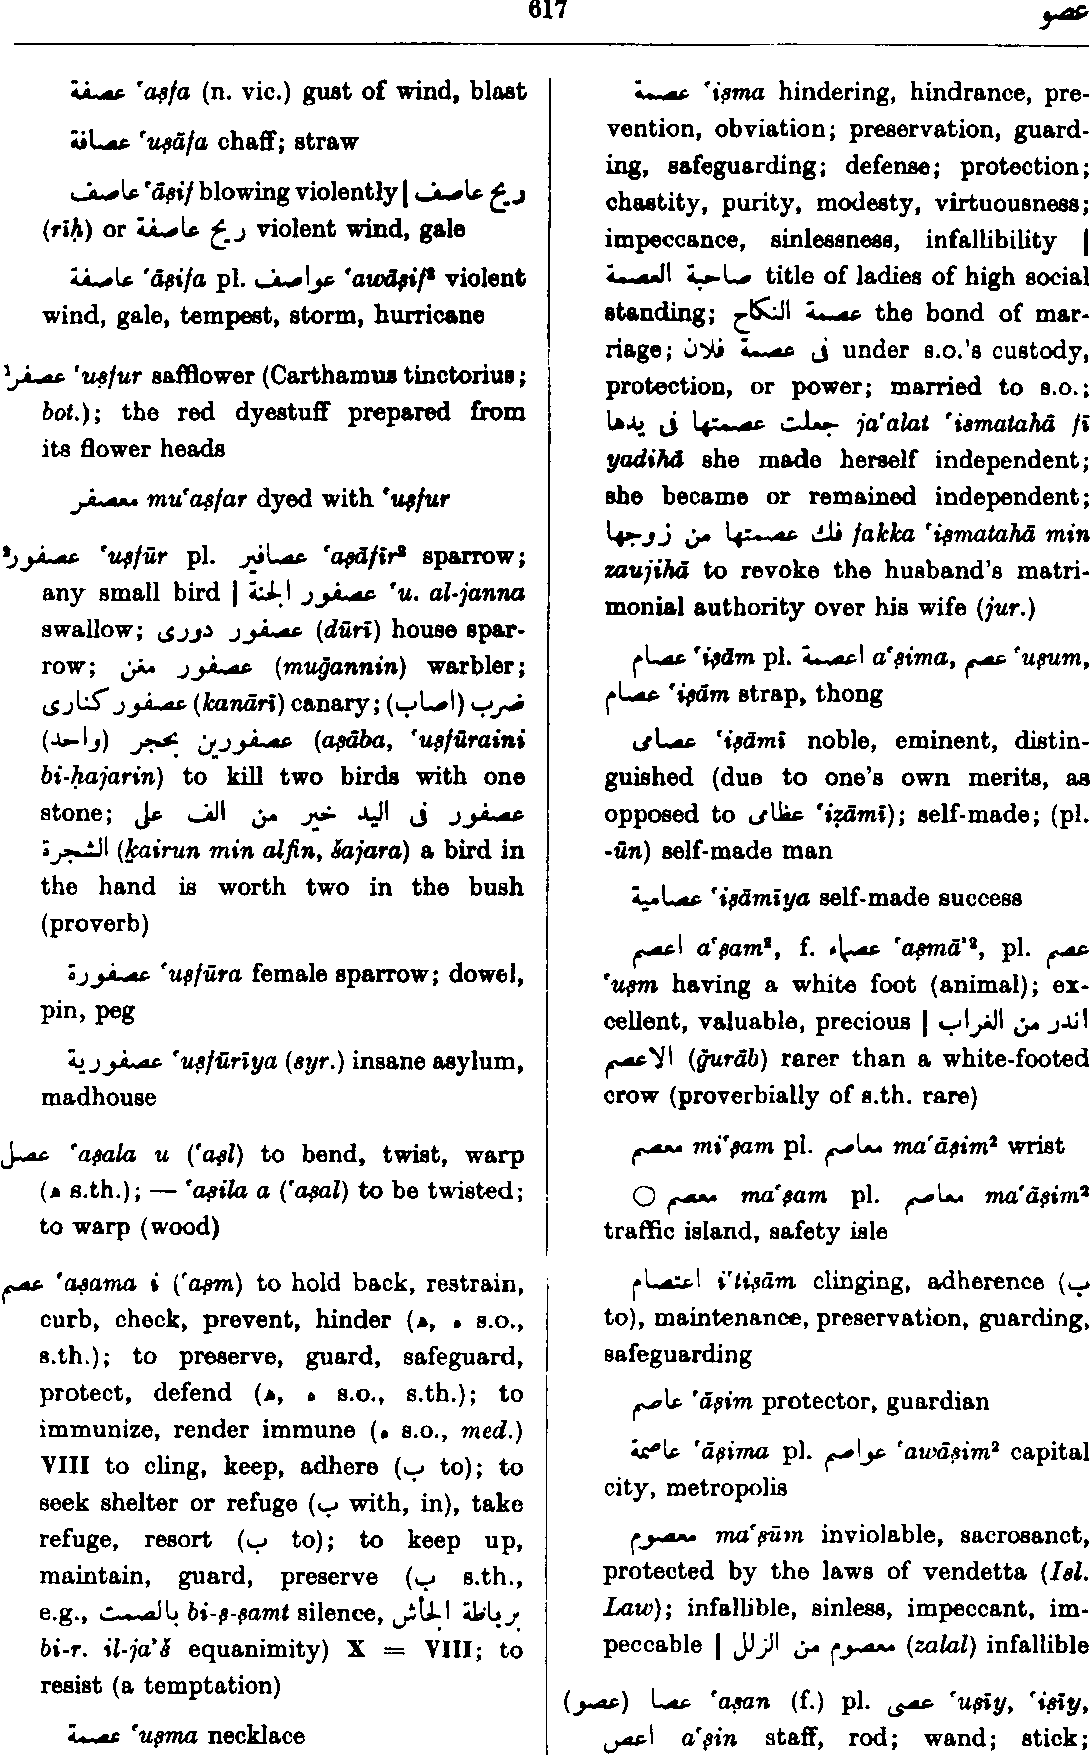 617
عصو
عصفة ʿaṣfa (n. vic.) gust of wind, blast
عصافة ʿuṣāfa chaff; straw
عاصف ʿāṣif blowing violently | ريح عاصف
(rīḥ) or ريح عاصفة violent wind, gale
عاصفة ʿāṣifa pl. عواصف ʿawāṣif² violent
wind, gale, tempest, storm, hurricane
¹عصفر ʿuṣfur safflower (Carthamus tinctorius;
bot.); the red dyestuff prepared from
its flower heads
معصفر muʿaṣfar dyed with ʿuṣfur
²عصفور ʿuṣfūr pl. عصافير ʿaṣāfīr² sparrow;
any small bird | عصفور الجنة ʿu. al-janna
swallow; عصفور دورى (dūrī) house spar-
row; عصفور مغن (muḡannin) warbler;
عصفور كنارى (kanārī) canary; ضرب (اصاب)
عصفورين بحجر (واحد) (aṣāba, ʿuṣfūraini
bi-ḥajarin) to kill two birds with one
stone; عصفور فى اليد خير من الف على
الشجرة (ḵairun min alfin, šajara) a bird in
the hand is worth two in the bush
(proverb)
عصفورة ʿuṣfūra female sparrow; dowel,
pin, peg
عصفورية ʿuṣfūrīya (syr.) insane asylum,
madhouse
عصل ʿaṣala u (ʿaṣl) to bend, twist, warp
(ه s.th.); — ʿaṣila a (ʿaṣal) to be twisted;
to warp (wood)
عصم ʿaṣama i (ʿaṣm) to hold back, restrain,
curb, check, prevent, hinder (ه, ه s.o.,
s.th.); to preserve, guard, safeguard,
protect, defend (ه, ه s.o., s.th.); to
immunize, render immune (ه s.o., med.)
VIII to cling, keep, adhere (ب to); to
seek shelter or refuge (ب with, in), take
refuge, resort (ب to); to keep up,
maintain, guard, preserve (ب s.th.,
e.g., بالصمت bi-ṣ-ṣamt silence, برباطة الجأش
bi-r. il-jaʾš equanimity) X = VIII; to
resist (a temptation)
عصمة ʿuṣma necklace
عصمة ʿiṣma hindering, hindrance, pre-
vention, obviation; preservation, guard-
ing, safeguarding; defense; protection;
chastity, purity, modesty, virtuousness;
impeccance, sinlessness, infallibility |
صاحبة العصمة title of ladies of high social
standing; عصمة النكاح the bond of mar-
riage; فى عصمة فلان under s.o.'s custody,
protection, or power; married to s.o.;
جعلت عصمتها فى يدها jaʿalat ʿismatahā fī
yadihā she made herself independent;
she became or remained independent;
فك عصمتها من زوجها fakka ʿiṣmatahā min
zaujihā to revoke the husband's matri-
monial authority over his wife (jur.)
عصام ʿiṣām pl. اعصمة aʿṣima, عصم ʿuṣum,
عصام ʿiṣām strap, thong
عصامى ʿiṣāmī noble, eminent, distin-
guished (due to one's own merits, as
opposed to عظامى ʿiẓāmī); self-made; (pl.
-ūn) self-made man
عصامية ʿiṣāmīya self-made success
اعصم aʿṣam², f. عصماء ʿaṣmāʾ², pl. عصم
ʿuṣm having a white foot (animal); ex-
cellent, valuable, precious | اندر من الغراب
الاعصم (ḡurāb) rarer than a white-footed
crow (proverbially of s.th. rare)
معصم miʿṣam pl. معاصم maʿāṣim² wrist
○ معصم maʿṣam pl. معاصم maʿāṣim²
traffic island, safety isle
اعتصام iʿtiṣām clinging, adherence (ب
to), maintenance, preservation, guarding,
safeguarding
عاصم ʿāṣim protector, guardian
عاصمة ʿāṣima pl. عواصم ʿawāṣim² capital
city, metropolis
معصوم maʿṣūm inviolable, sacrosanct,
protected by the laws of vendetta (Isl.
Law); infallible, sinless, impeccant, im-
peccable | معصوم من الزلل (zalal) infallible
(عصو) عصا ʿaṣan (f.) pl. عصى ʿuṣīy, ʿiṣīy,
اعص aʿṣin staff, rod; wand; stick;